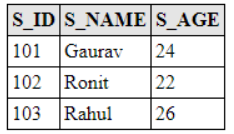 S_ID S_NAME S_AGE
101 Gaurav 24
102 Ronit 22
103 Rahul 26